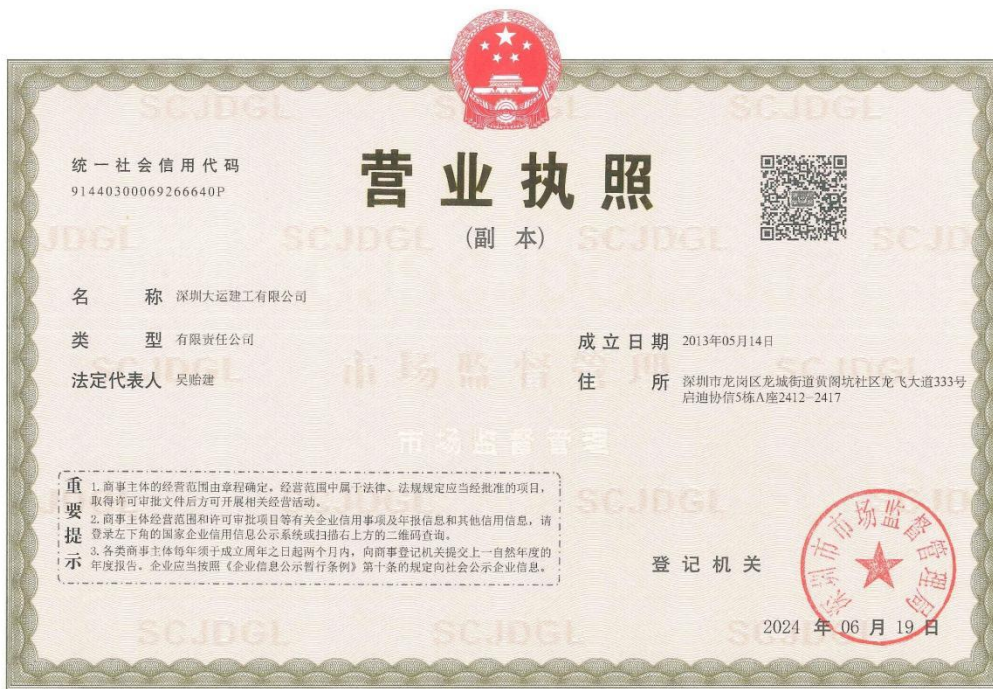 统一社会信用代码
91440300069266640P
营业执照
(副 本)
名 称 深圳大运建工有限公司
类 型 有限责任公司
法定代表人 吴贻建
成立日期 2013年05月14日
住 所 深圳市龙岗区龙城街道黄阁坑社区龙飞大道333号
启迪协信5栋A座2412-2417
重要提示
1.商事主体的经营范围由章程确定。经营范围中属于法律、法规规定应当经批准的项目,
取得许可审批文件后方可开展相关经营活动。
2.商事主体经营范围和许可审批项目等有关企业信用事项及年报信息和其他信用信息,请
登录左下角的国家企业信用信息公示系统或扫描右上方的二维码查询。
3.各类商事主体每年须于成立周年之日起两个月内,向商事登记机关提交上一自然年度的
年度报告。企业应当按照《企业信息公示暂行条例》第十条的规定向社会公示企业信息。
登记机关
深圳市市场监督管理局
2024 年 06 月 19 日
SCJDGL
市场监督管理
市场监督管理